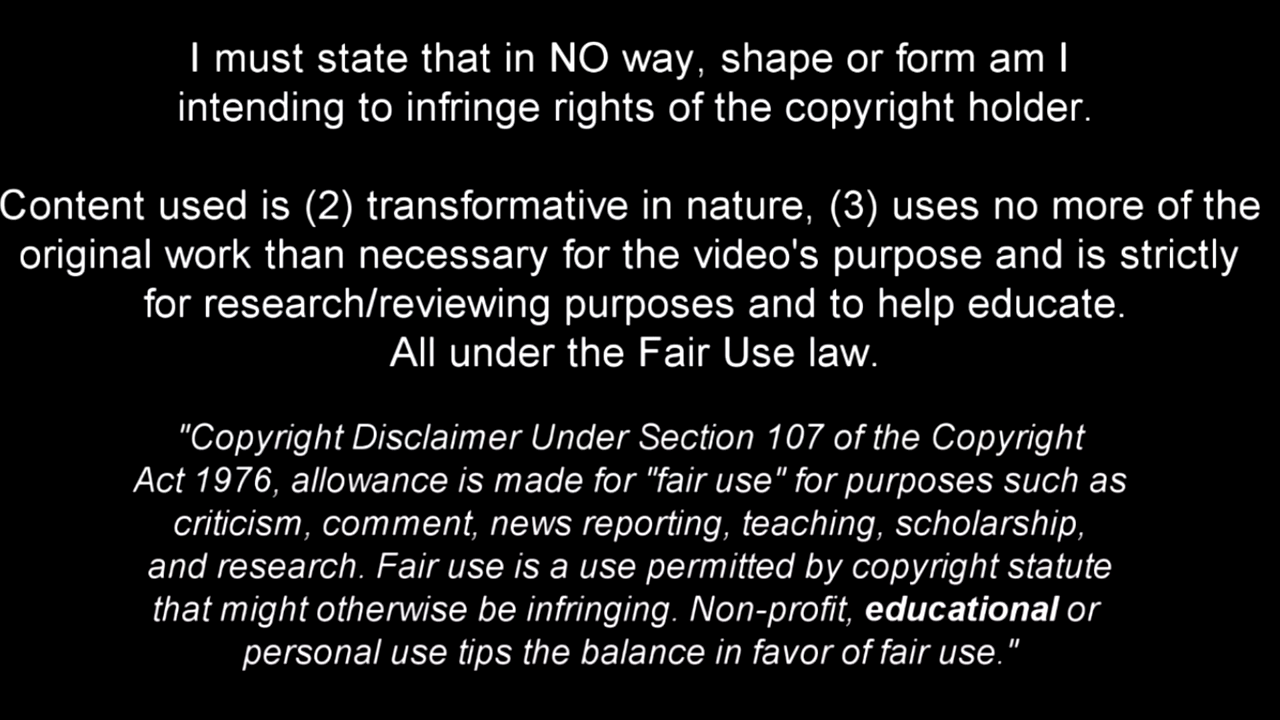 I must state that in NO way, shape or form am I
intending to infringe rights of the copyright holder.
Content used is (2) transformative in nature, (3) uses no more of the
original work than necessary for the video's purpose and is strictly
for research/reviewing purposes and to help educate.
All under the Fair Use law.
"Copyright Disclaimer Under Section 107 of the Copyright
Act 1976, allowance is made for "fair use" for purposes such as
criticism, comment, news reporting, teaching, scholarship,
and research. Fair use is a use permitted by copyright statute
that might otherwise be infringing. Non-profit, educational or
personal use tips the balance in favor of fair use."